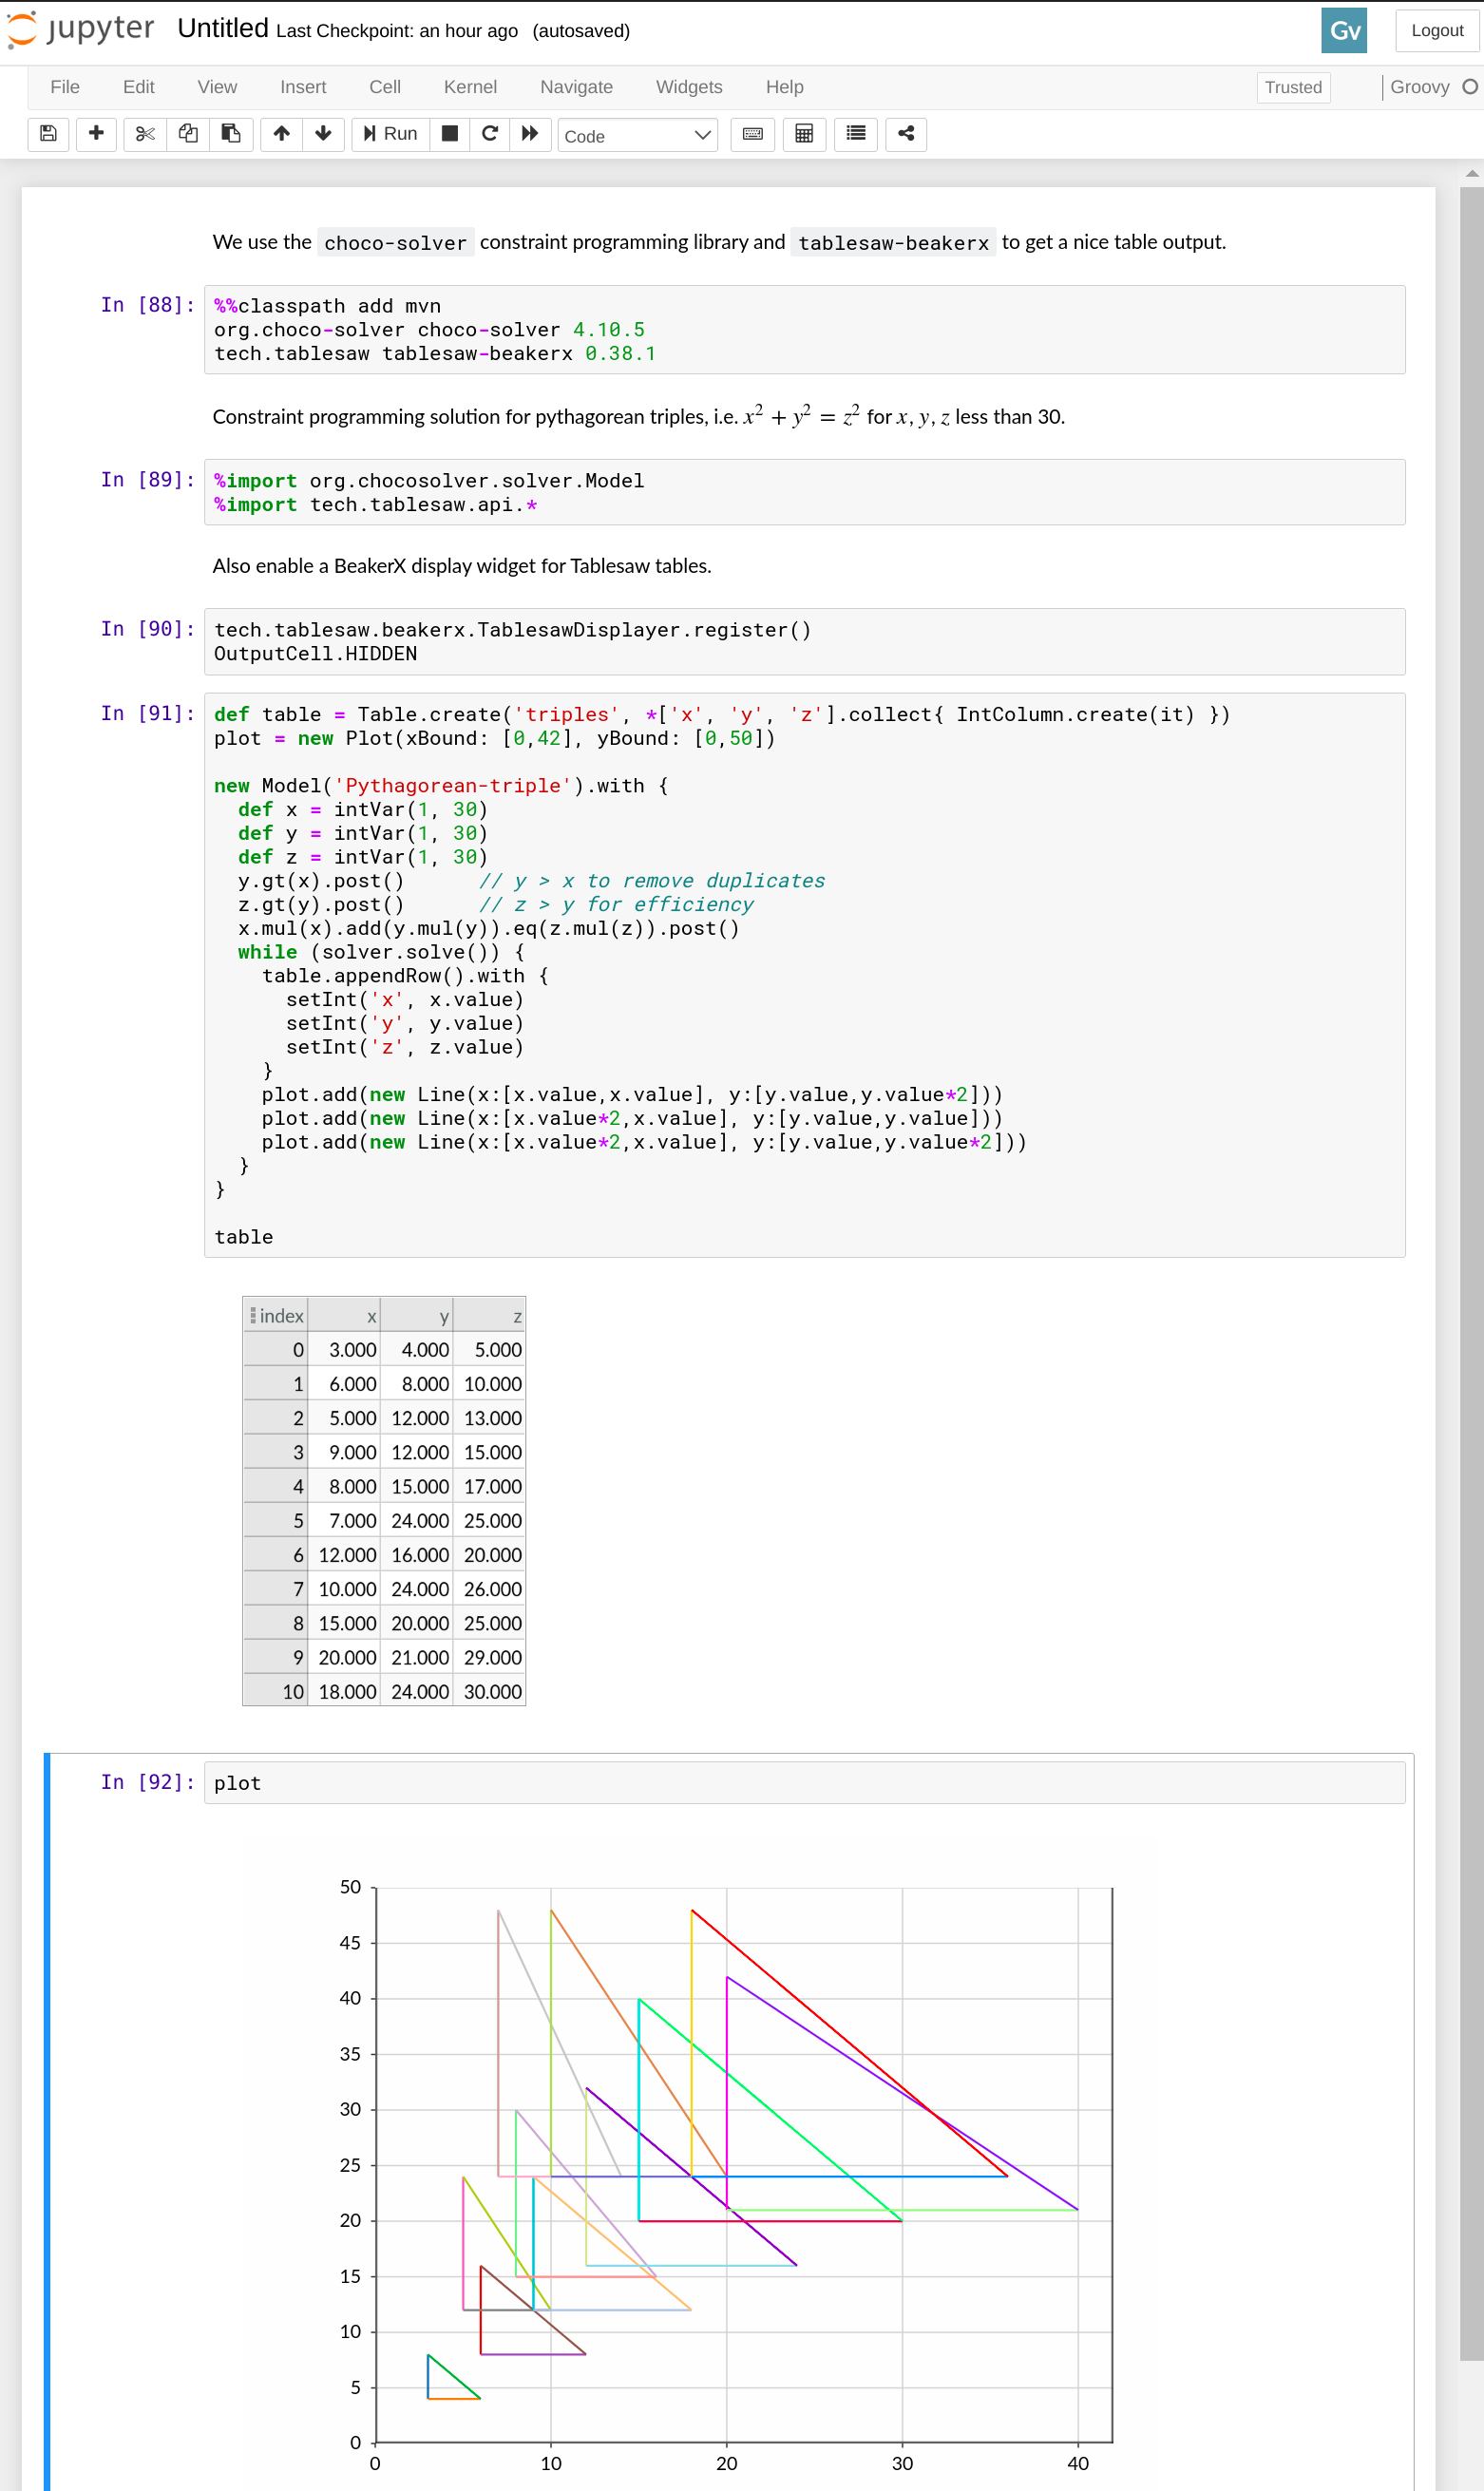 jupyter Untitled Last Checkpoint: an hour ago (autosaved) Gv Logout
File Edit View Insert Cell Kernel Navigate Widgets Help Trusted Groovy
Run Code
We use the choco-solver constraint programming library and tablesaw-beakerx to get a nice table output.
In [88]: %%classpath add mvn
org.choco-solver choco-solver 4.10.5
tech.tablesaw tablesaw-beakerx 0.38.1
Constraint programming solution for pythagorean triples, i.e. x² + y² = z² for x, y, z less than 30.
In [89]: %import org.chocosolver.solver.Model
%import tech.tablesaw.api.*
Also enable a BeakerX display widget for Tablesaw tables.
In [90]: tech.tablesaw.beakerx.TablesawDisplayer.register()
OutputCell.HIDDEN
In [91]: def table = Table.create('triples', *['x', 'y', 'z'].collect{ IntColumn.create(it) })
plot = new Plot(xBound: [0,42], yBound: [0,50])
new Model('Pythagorean-triple').with {
  def x = intVar(1, 30)
  def y = intVar(1, 30)
  def z = intVar(1, 30)
  y.gt(x).post()      // y > x to remove duplicates
  z.gt(y).post()      // z > y for efficiency
  x.mul(x).add(y.mul(y)).eq(z.mul(z)).post()
  while (solver.solve()) {
    table.appendRow().with {
      setInt('x', x.value)
      setInt('y', y.value)
      setInt('z', z.value)
    }
    plot.add(new Line(x:[x.value,x.value], y:[y.value,y.value*2]))
    plot.add(new Line(x:[x.value*2,x.value], y:[y.value,y.value]))
    plot.add(new Line(x:[x.value*2,x.value], y:[y.value,y.value*2]))
  }
}
table
index x y z
0 3.000 4.000 5.000
1 6.000 8.000 10.000
2 5.000 12.000 13.000
3 9.000 12.000 15.000
4 8.000 15.000 17.000
5 7.000 24.000 25.000
6 12.000 16.000 20.000
7 10.000 24.000 26.000
8 15.000 20.000 25.000
9 20.000 21.000 29.000
10 18.000 24.000 30.000
In [92]: plot
50
45
40
35
30
25
20
15
10
5
0
0 10 20 30 40